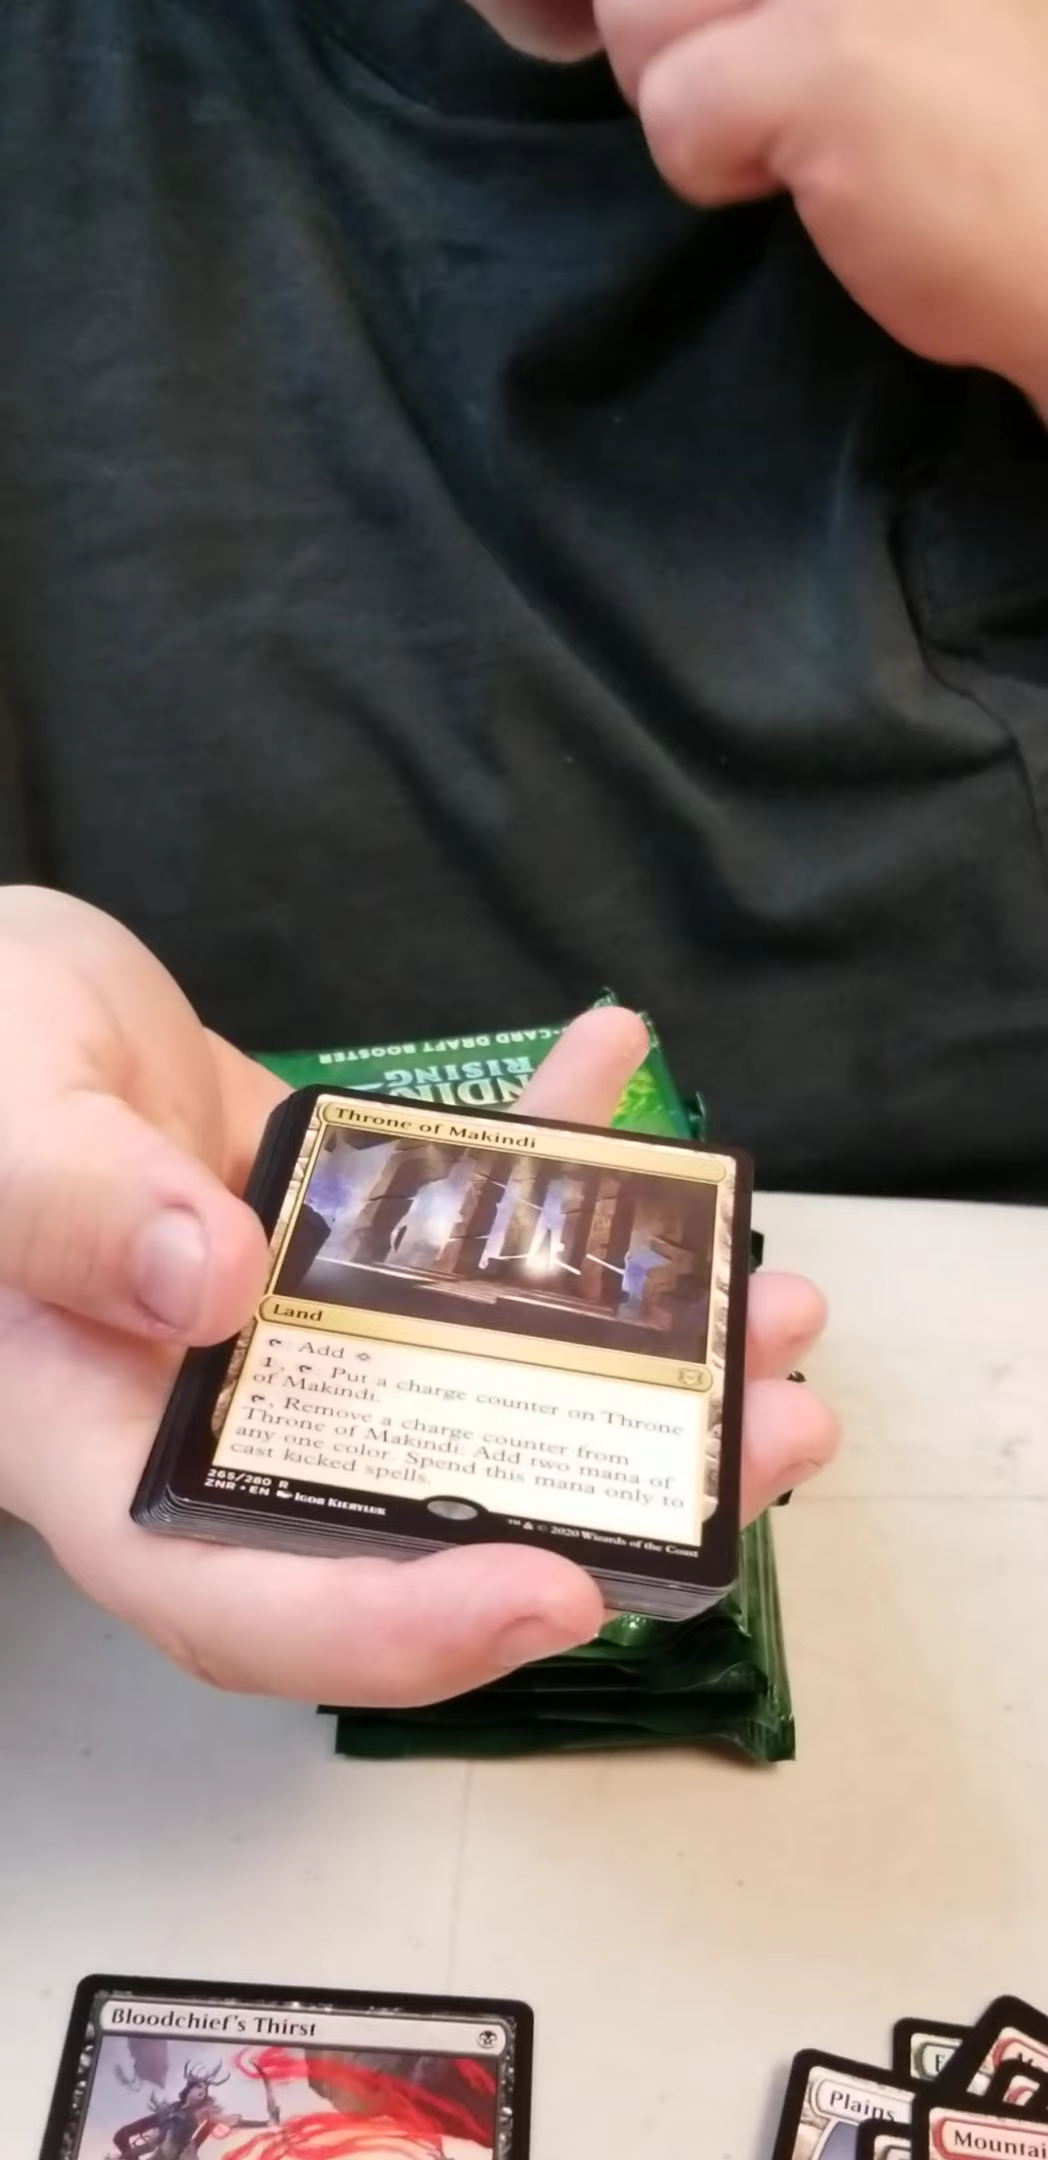 -CARD DRAFT BOOSTER
RISING
Throne of Makindi
Land
: Add
1, : Put a charge counter on Throne
of Makindi.
, Remove a charge counter from
Throne of Makindi: Add two mana of
any one color. Spend this mana only to
cast kicked spells.
265/280 R
ZNR • EN IGOR KIERYLUK
™ & © 2020 Wizards of the Coast
Bloodchief's Thirst
Plains
Mountai